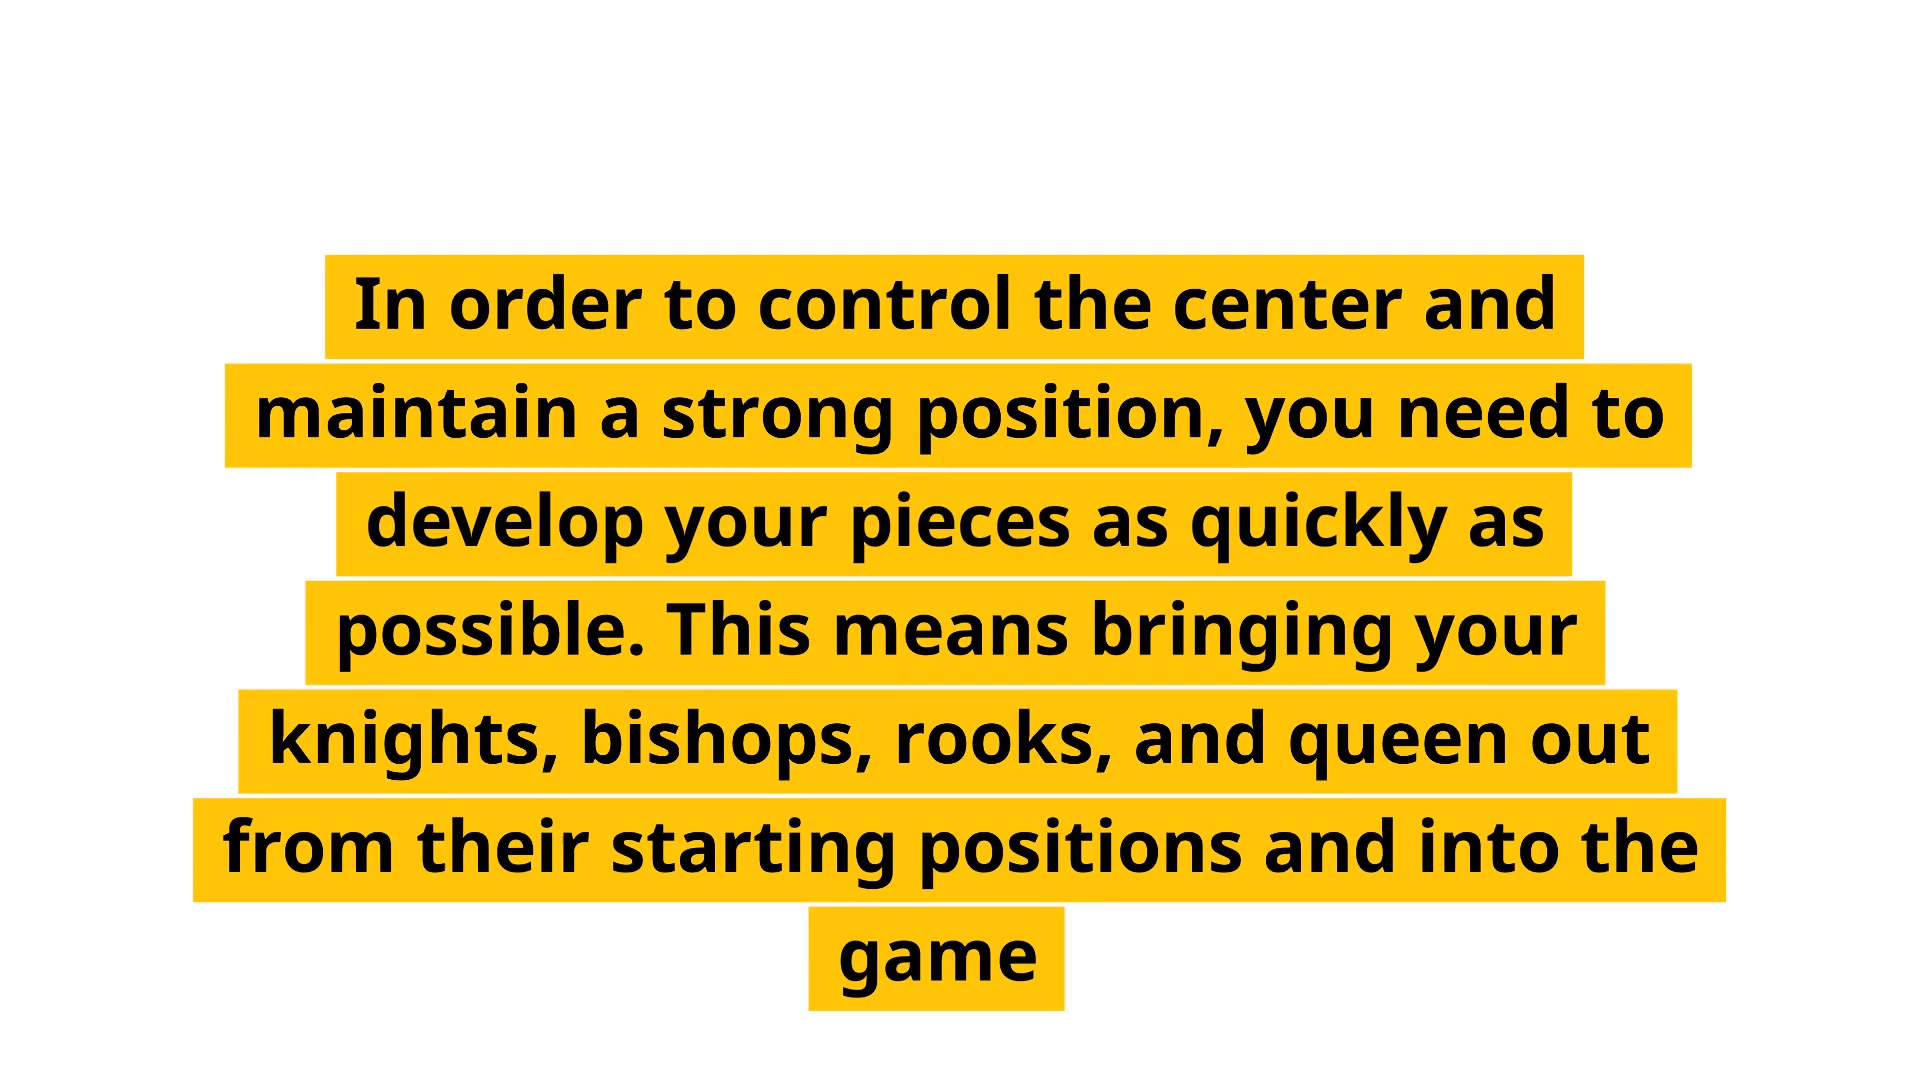 In order to control the center and
maintain a strong position, you need to
develop your pieces as quickly as
possible. This means bringing your
knights, bishops, rooks, and queen out
from their starting positions and into the
game